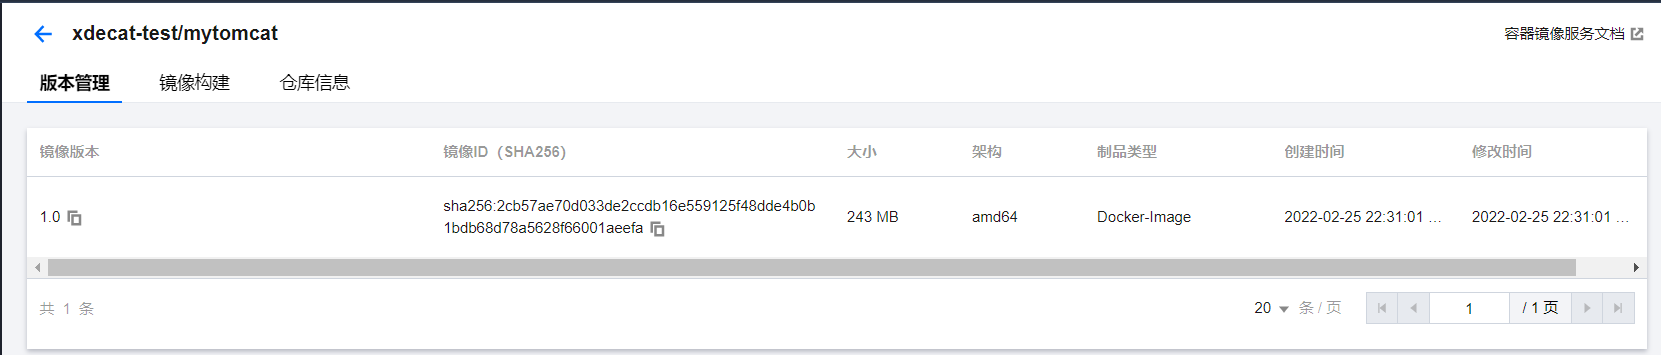 xdecat-test/mytomcat
容器镜像服务文档
版本管理 镜像构建 仓库信息
镜像版本 镜像ID（SHA256） 大小 架构 制品类型 创建时间 修改时间
1.0 sha256:2cb57ae70d033de2ccdb16e559125f48dde4b0b 243 MB amd64 Docker-Image 2022-02-25 22:31:01 ... 2022-02-25 22:31:01 ...
1bdb68d78a5628f66001aeefa
共 1 条 20 条 / 页 1 / 1 页